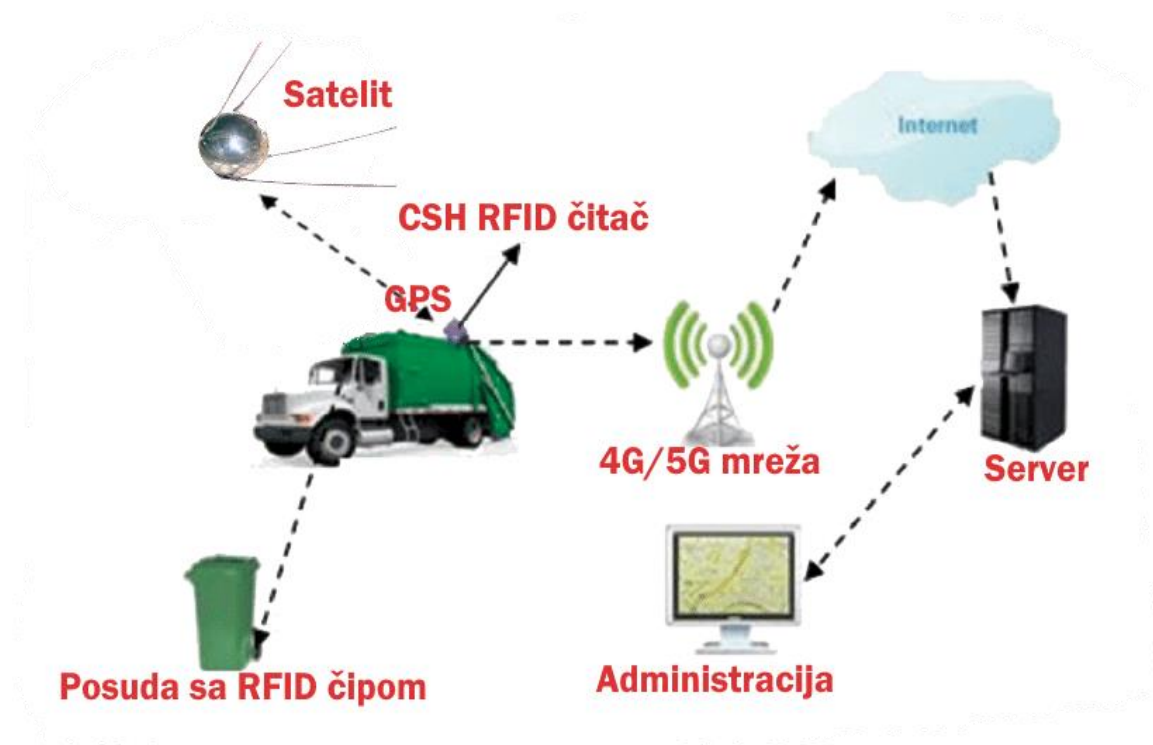 Satelit
Internet
CSH RFID čitač
GPS
4G/5G mreža
Server
Posuda sa RFID čipom
Administracija